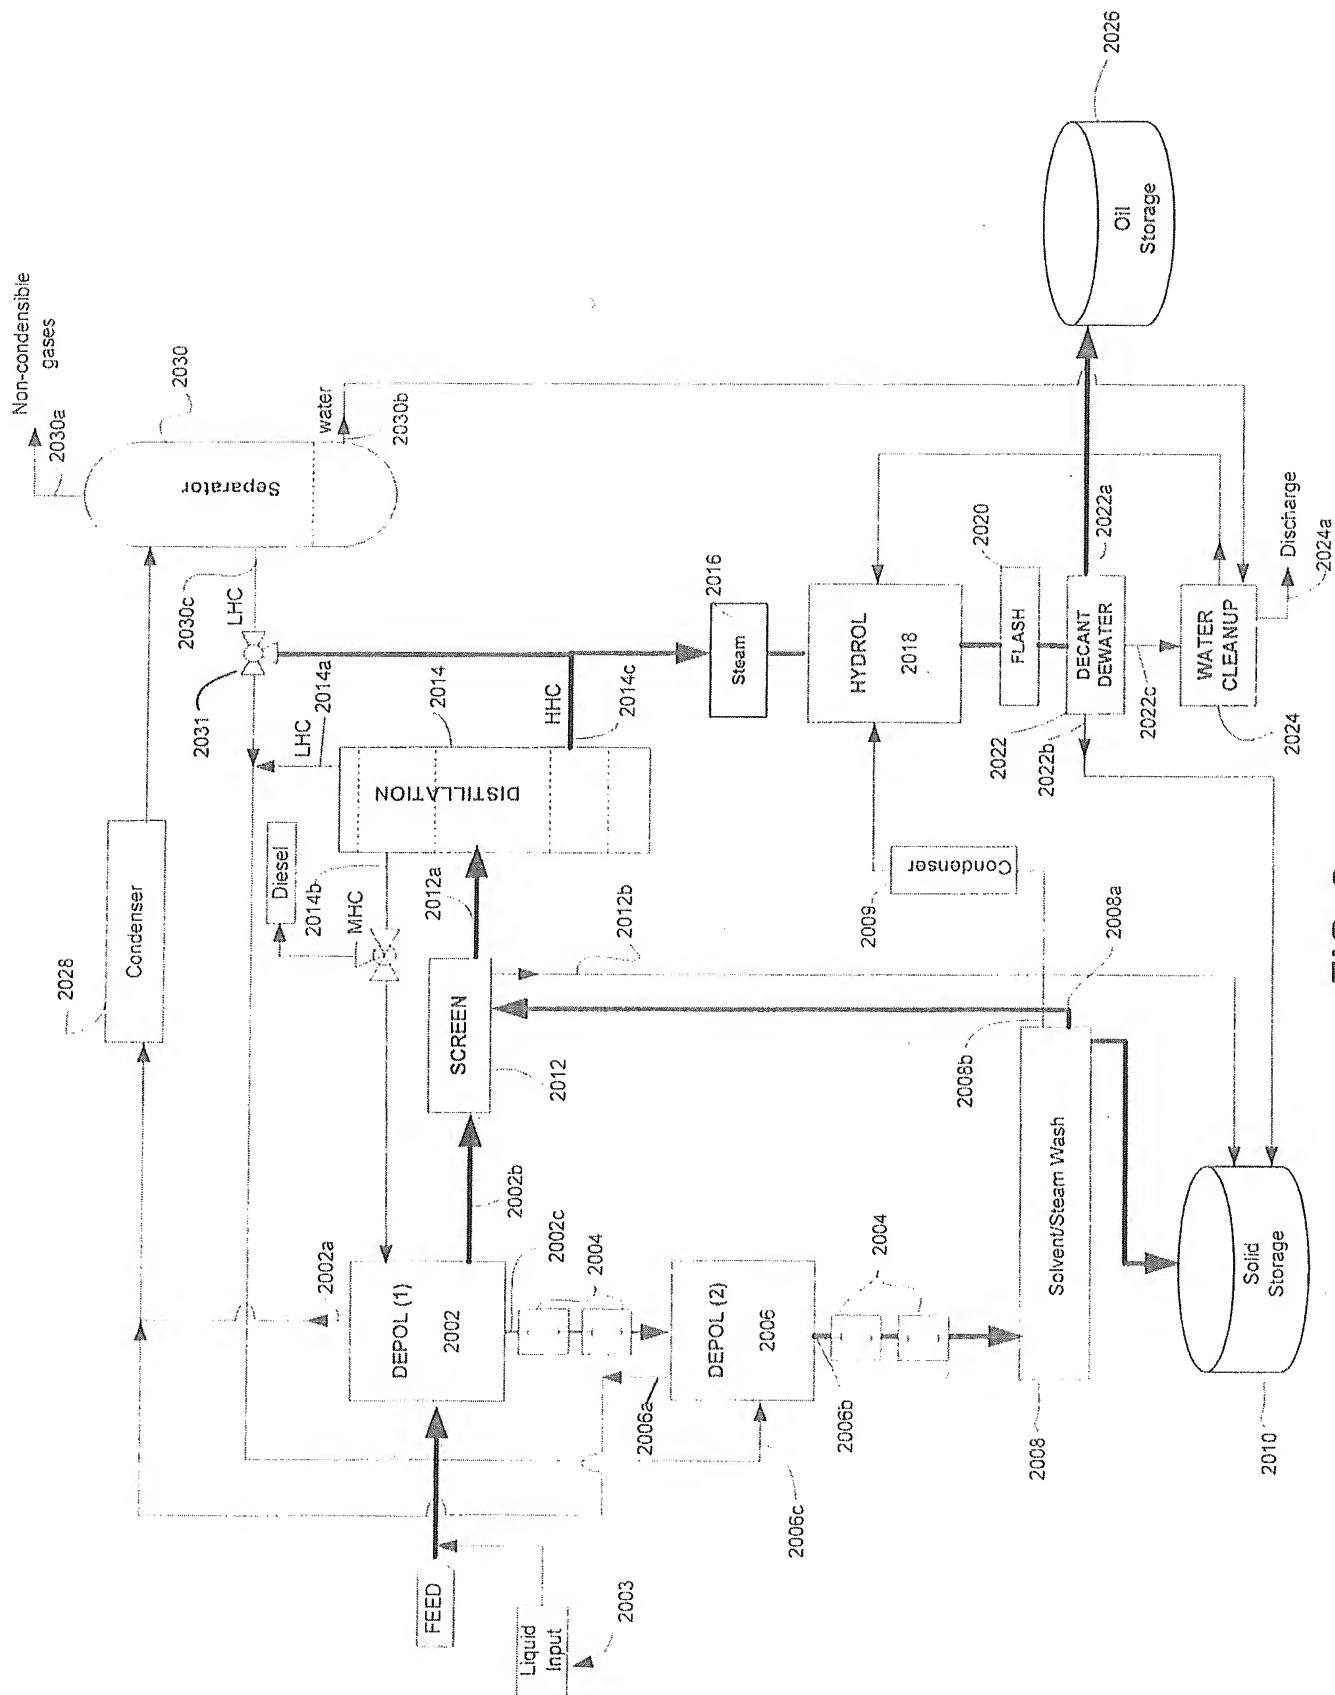 Non-condensible
gases
2030a
2030
Separator
water
2030b
2030c
LHC
2031
2028
Condenser
LHC
2014a
2014
DISTILLATION
HHC
2014c
Diesel
2014b
MHC
2012a
SCREEN
2012
2012b
2002a
DEPOL (1)
2002
2002b
2002c
2004
FEED
Liquid
Input
2003
DEPOL (2)
2006
2006a
2006b
2006c
2004
Steam
2016
HYDROL
2018
2009
Condenser
FLASH
2020
DECANT
DEWATER
2022
2022a
2022b
2022c
WATER
CLEANUP
2024
Discharge
2024a
Oil
Storage
2026
Solvent/Steam Wash
2008
2008a
2008b
Solid
Storage
2010